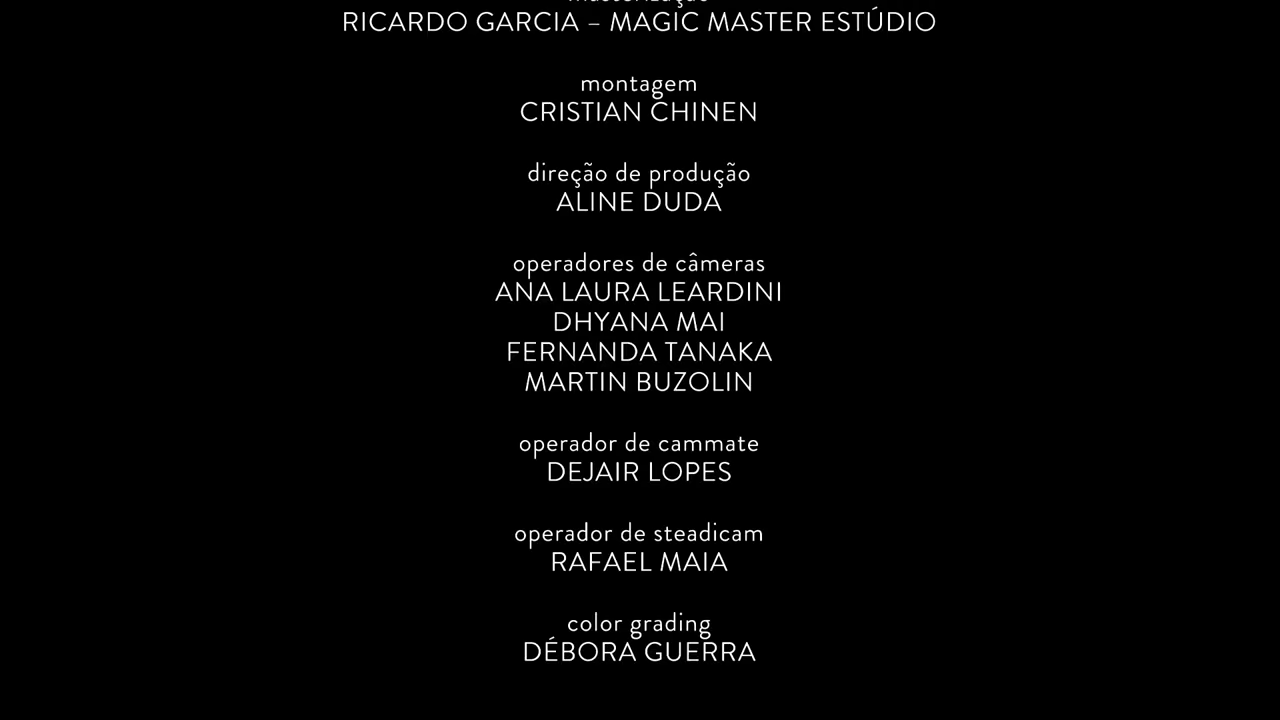 masterização
RICARDO GARCIA – MAGIC MASTER ESTÚDIO
montagem
CRISTIAN CHINEN
direção de produção
ALINE DUDA
operadores de câmeras
ANA LAURA LEARDINI
DHYANA MAI
FERNANDA TANAKA
MARTIN BUZOLIN
operador de cammate
DEJAIR LOPES
operador de steadicam
RAFAEL MAIA
color grading
DÉBORA GUERRA